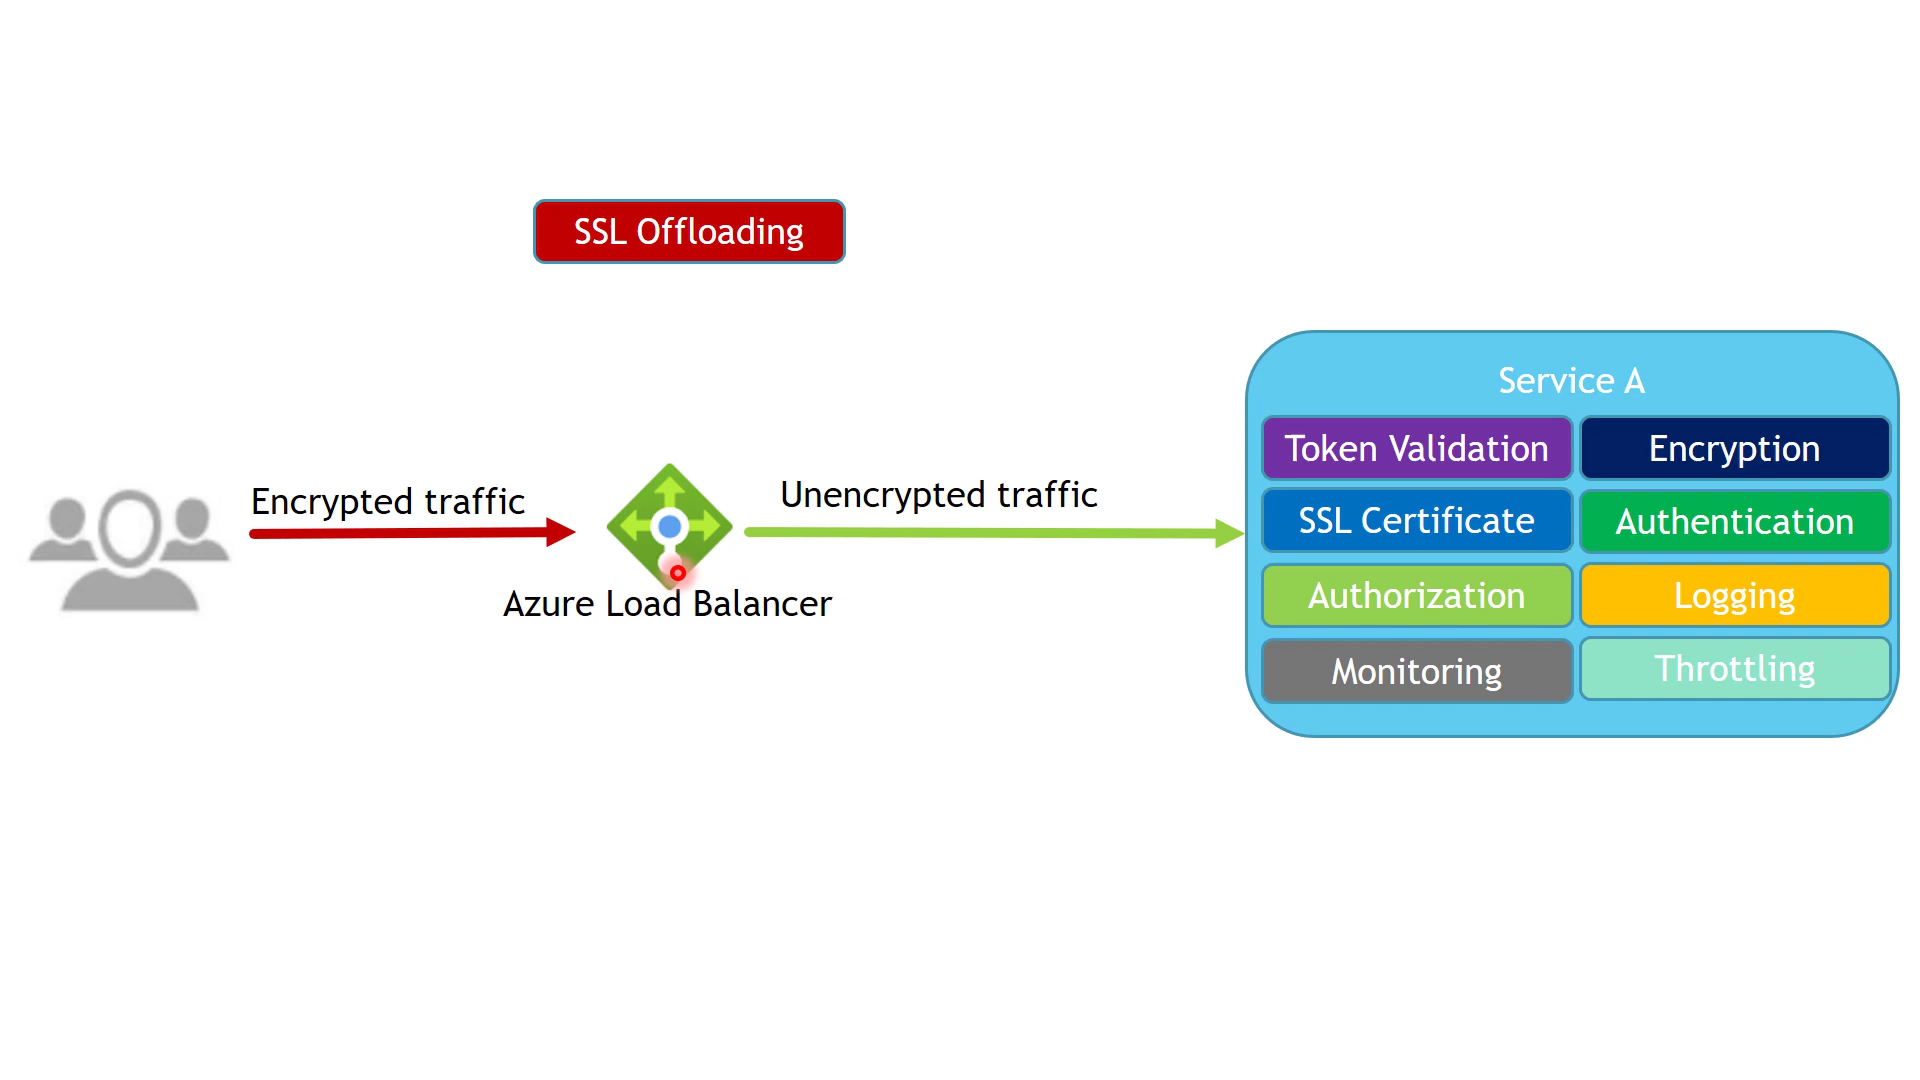 SSL Offloading
Service A
Token Validation
Encryption
Encrypted traffic
Unencrypted traffic
SSL Certificate
Authentication
Azure Load Balancer
Authorization
Logging
Monitoring
Throttling